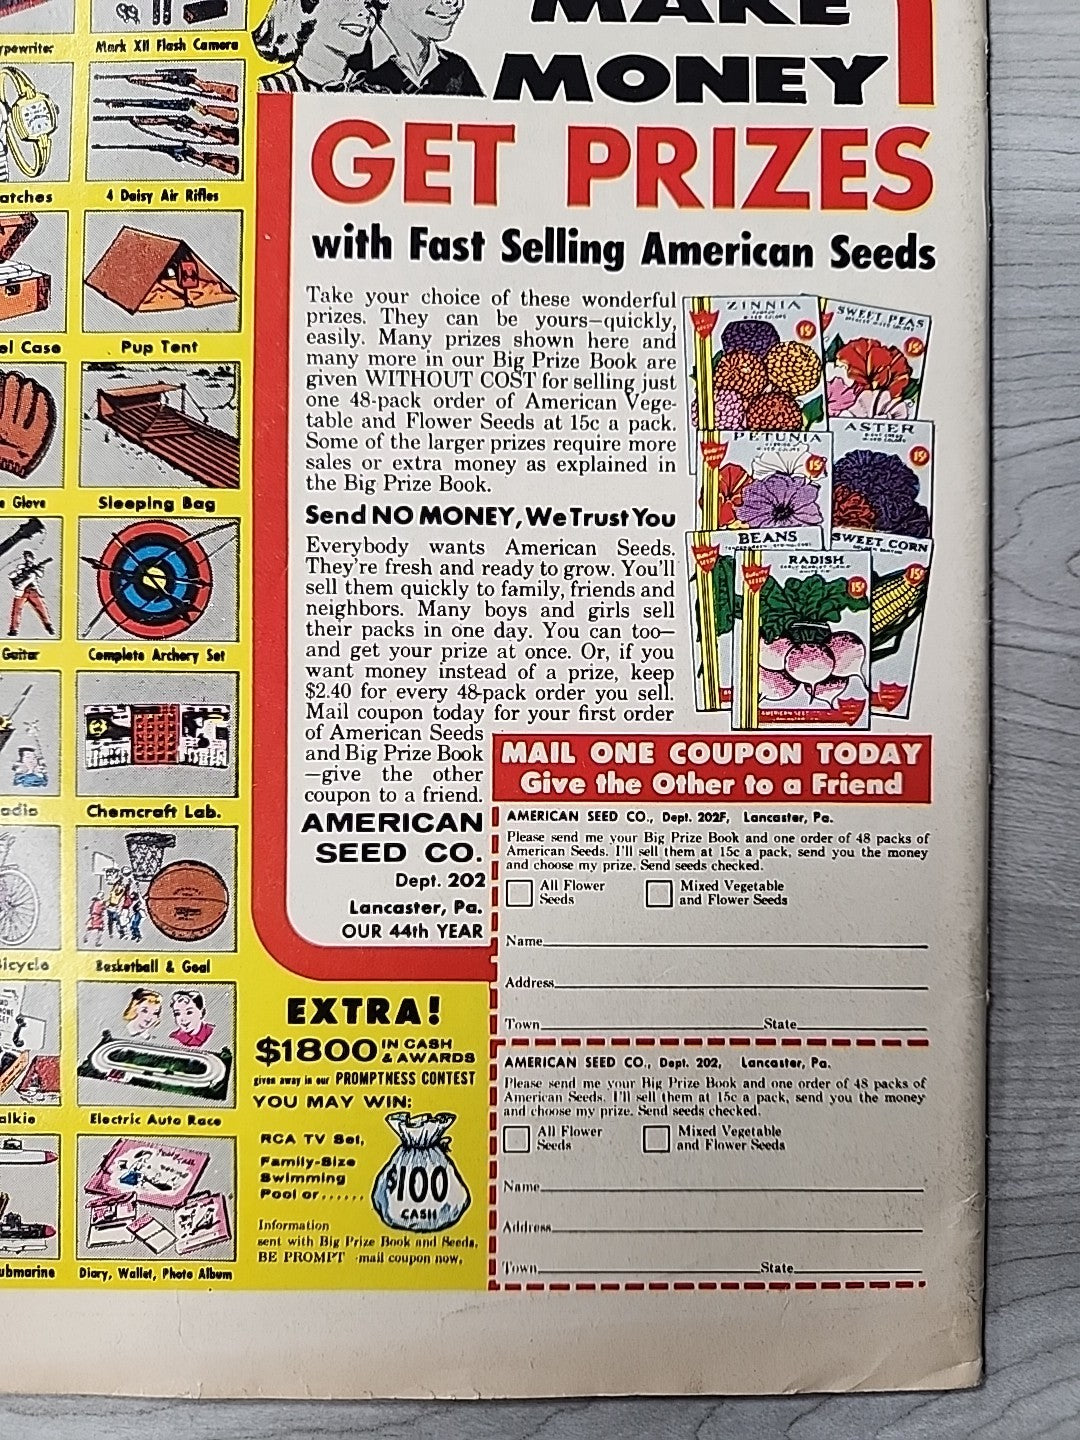 MAKE
MONEY
GET PRIZES
with Fast Selling American Seeds
Take your choice of these wonderful
prizes. They can be yours—quickly,
easily. Many prizes shown here and
many more in our Big Prize Book are
given WITHOUT COST for selling just
one 48-pack order of American Vege-
table and Flower Seeds at 15c a pack.
Some of the larger prizes require more
sales or extra money as explained in
the Big Prize Book.
Send NO MONEY, We Trust You
Everybody wants American Seeds.
They're fresh and ready to grow. You'll
sell them quickly to family, friends and
neighbors. Many boys and girls sell
their packs in one day. You can too—
and get your prize at once. Or, if you
want money instead of a prize, keep
$2.40 for every 48-pack order you sell.
Mail coupon today for your first order
of American Seeds
and Big Prize Book
—give the other
coupon to a friend.
AMERICAN
SEED CO.
Dept. 202
Lancaster, Pa.
OUR 44th YEAR
ZINNIA
15¢
SWEET PEAS
15¢
PETUNIA
15¢
ASTER
15¢
BEANS
SWEET CORN
15¢
RADISH
15¢
MAIL ONE COUPON TODAY
Give the Other to a Friend
AMERICAN SEED CO., Dept. 202F, Lancaster, Pa.
Please send me your Big Prize Book and one order of 48 packs of
American Seeds. I'll sell them at 15c a pack, send you the money
and choose my prize. Send seeds checked.
All Flower
Seeds
Mixed Vegetable
and Flower Seeds
Name
Address
Town State
AMERICAN SEED CO., Dept. 202, Lancaster, Pa.
Please send me your Big Prize Book and one order of 48 packs of
American Seeds. I'll sell them at 15c a pack, send you the money
and choose my prize. Send seeds checked.
All Flower
Seeds
Mixed Vegetable
and Flower Seeds
Name
Address
Town State
EXTRA!
$1800 IN CASH
& AWARDS
given away in our PROMPTNESS CONTEST
YOU MAY WIN:
RCA TV Set,
Family-Size
Swimming
Pool or......
$100
CASH
Information
sent with Big Prize Book and Seeds.
BE PROMPT -mail coupon now.
ypewriter
Mark XII Flash Camera
atches
4 Daisy Air Rifles
el Case
Pup Tent
e Glove
Sleeping Bag
Guitar
Complete Archery Set
adio
Chemcraft Lab.
icycle
Basketball & Goal
alkie
Electric Auto Race
ubmarine
Diary, Wallet, Photo Album